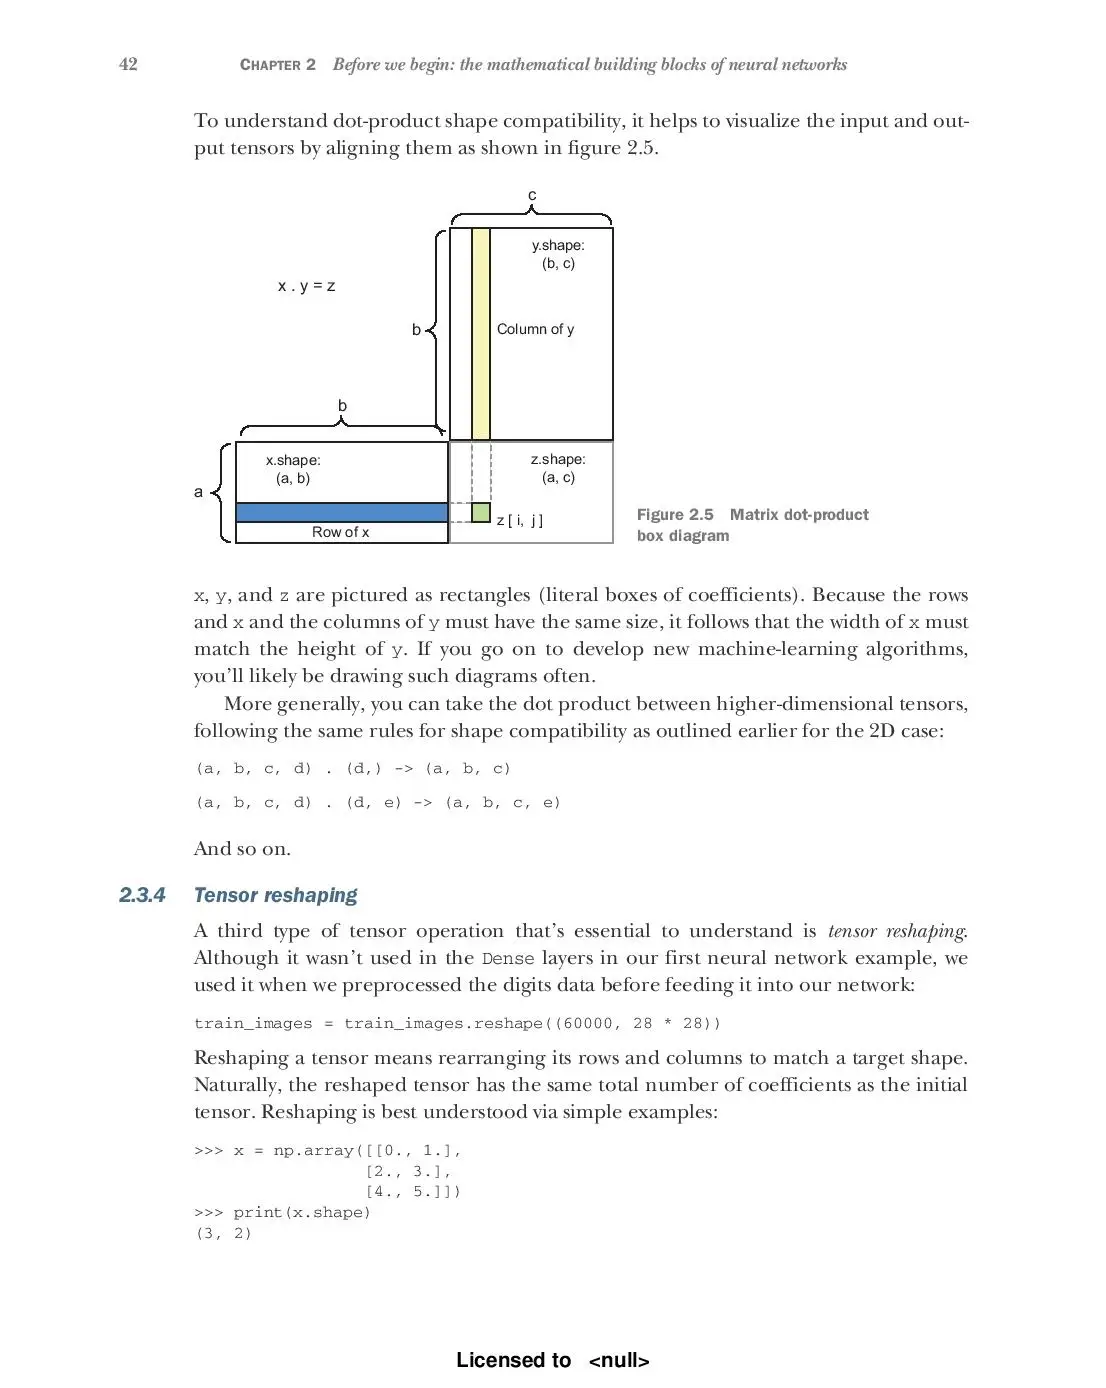 42 CHAPTER 2 Before we begin: the mathematical building blocks of neural networks
To understand dot-product shape compatibility, it helps to visualize the input and out-
put tensors by aligning them as shown in figure 2.5.
c
y.shape:
(b, c)
x . y = z
b
Column of y
b
x.shape:
(a, b)
z.shape:
(a, c)
a
z [ i, j ]
Row of x
Figure 2.5 Matrix dot-product
box diagram
x, y, and z are pictured as rectangles (literal boxes of coefficients). Because the rows
and x and the columns of y must have the same size, it follows that the width of x must
match the height of y. If you go on to develop new machine-learning algorithms,
you’ll likely be drawing such diagrams often.
More generally, you can take the dot product between higher-dimensional tensors,
following the same rules for shape compatibility as outlined earlier for the 2D case:
(a, b, c, d) . (d,) -> (a, b, c)
(a, b, c, d) . (d, e) -> (a, b, c, e)
And so on.
2.3.4 Tensor reshaping
A third type of tensor operation that’s essential to understand is tensor reshaping.
Although it wasn’t used in the Dense layers in our first neural network example, we
used it when we preprocessed the digits data before feeding it into our network:
train_images = train_images.reshape((60000, 28 * 28))
Reshaping a tensor means rearranging its rows and columns to match a target shape.
Naturally, the reshaped tensor has the same total number of coefficients as the initial
tensor. Reshaping is best understood via simple examples:
>>> x = np.array([[0., 1.],
[2., 3.],
[4., 5.]])
>>> print(x.shape)
(3, 2)
Licensed to <null>